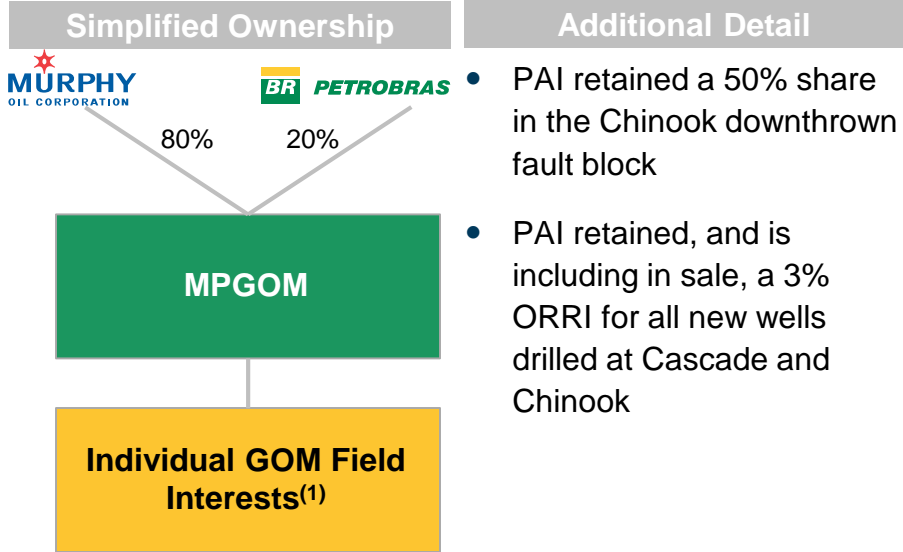 Simplified Ownership
MURPHY
OIL CORPORATION
BR PETROBRAS
80%
20%
MPGOM
Individual GOM Field
Interests(1)
Additional Detail
• PAI retained a 50% share
in the Chinook downthrown
fault block
• PAI retained, and is
including in sale, a 3%
ORRI for all new wells
drilled at Cascade and
Chinook